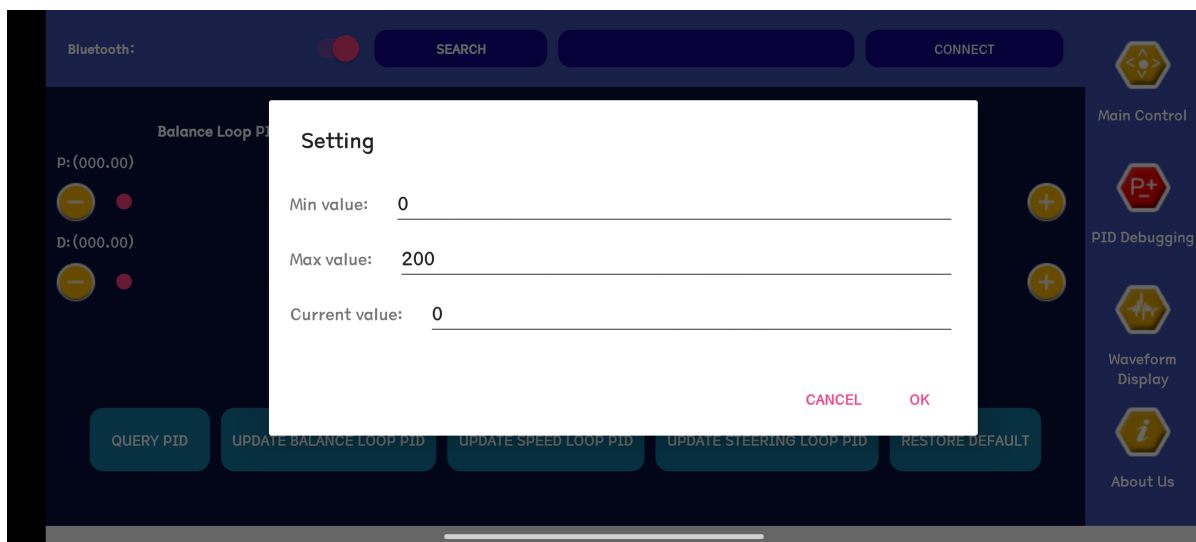 Bluetooth:
SEARCH
CONNECT
Main Control
Balance Loop PI
Setting
P:(000.00)
Min value: 0
P±
D:(000.00)
PID Debugging
Max value: 200
Current value: 0
Waveform
Display
CANCEL OK
QUERY PID UPDATE BALANCE LOOP PID UPDATE SPEED LOOP PID UPDATE STEERING LOOP PID RESTORE DEFAULT
About Us